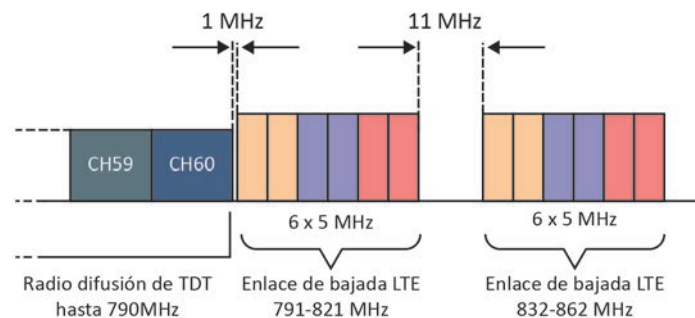 1 MHz
11 MHz
CH59
CH60
6 x 5 MHz
6 x 5 MHz
Radio difusión de TDT
hasta 790MHz
Enlace de bajada LTE
791-821 MHz
Enlace de bajada LTE
832-862 MHz